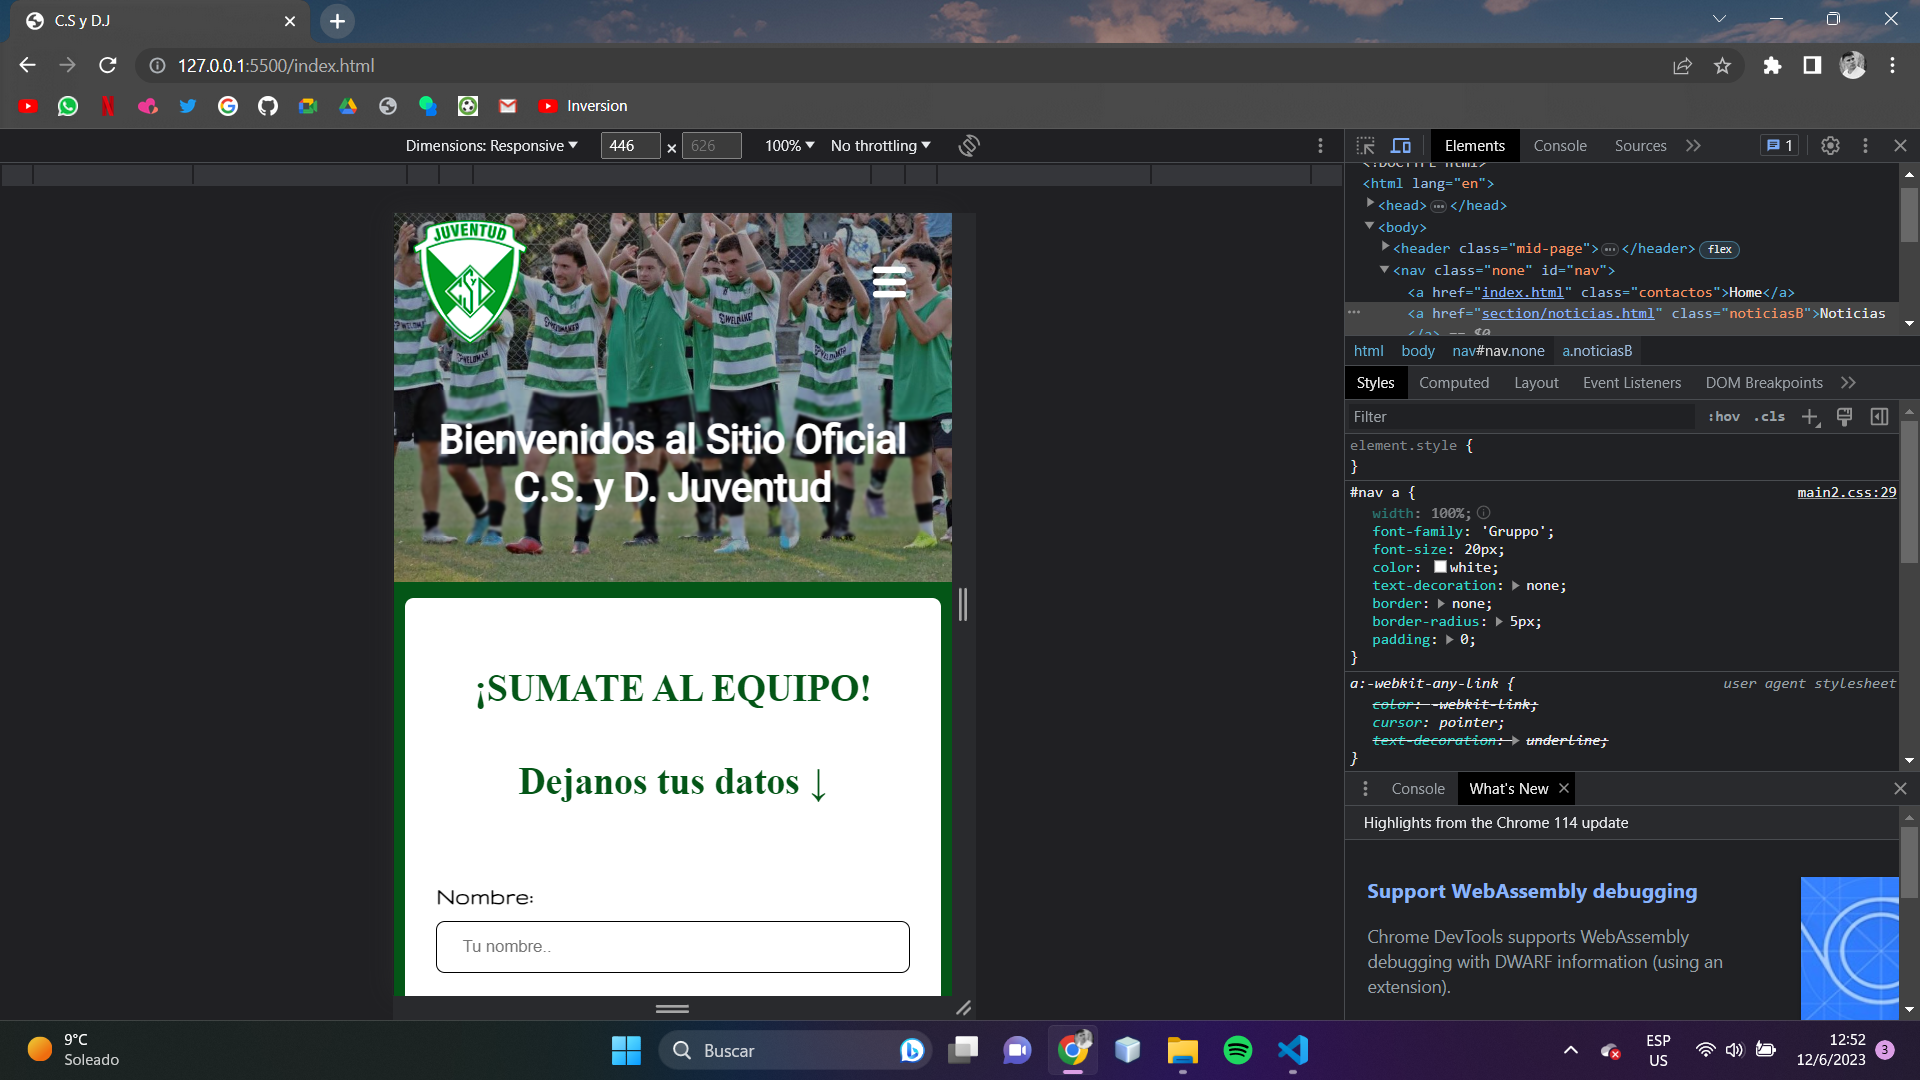 C.S y D.J
127.0.0.1:5500/index.html
Inversion
Dimensions: Responsive
446
×
626
100%
No throttling
Elements
Console
Sources
1
<!DOCTYPE html>
<html lang="en">
<head> </head>
<body>
<header class="mid-page"> </header>
flex
<nav class="none" id="nav">
<a href="index.html" class="contactos">Home</a>
<a href="section/noticias.html" class="noticiasB">Noticias
</a> == $0
html
body
nav#nav.none
a.noticiasB
Styles
Computed
Layout
Event Listeners
DOM Breakpoints
Filter
:hov
.cls
element.style {
}
#nav a {
main2.css:29
width: 100%;
font-family: 'Gruppo';
font-size: 20px;
color: white;
text-decoration: none;
border: none;
border-radius: 5px;
padding: 0;
}
a:-webkit-any-link {
user agent stylesheet
color: -webkit-link;
cursor: pointer;
text-decoration: underline;
}
Console
What's New
Highlights from the Chrome 114 update
Support WebAssembly debugging
Chrome DevTools supports WebAssembly
debugging with DWARF information (using an
extension).
JUVENTUD
Bienvenidos al Sitio Oficial
C.S. y D. Juventud
¡SUMATE AL EQUIPO!
Dejanos tus datos ↓
Nombre:
Tu nombre..
9°C
Soleado
Buscar
ESP
US
12:52
12/6/2023
3